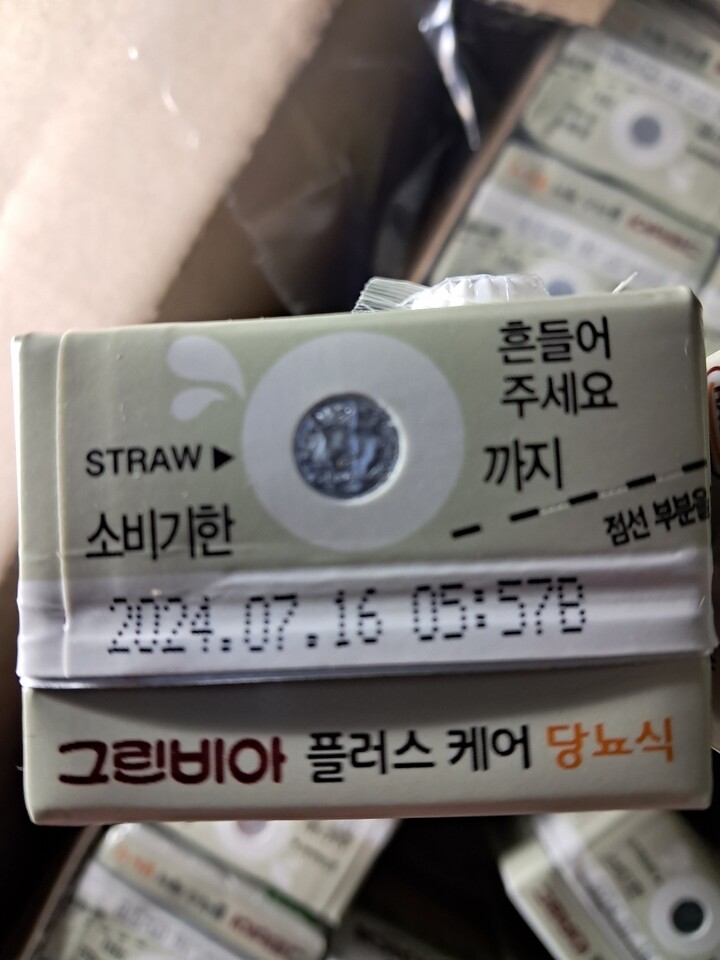 흔들어
주세요
STRAW ▶
까지
소비기한
점선 부분을
2024.07.16 05:57B
그린비아 플러스 케어 당뇨식